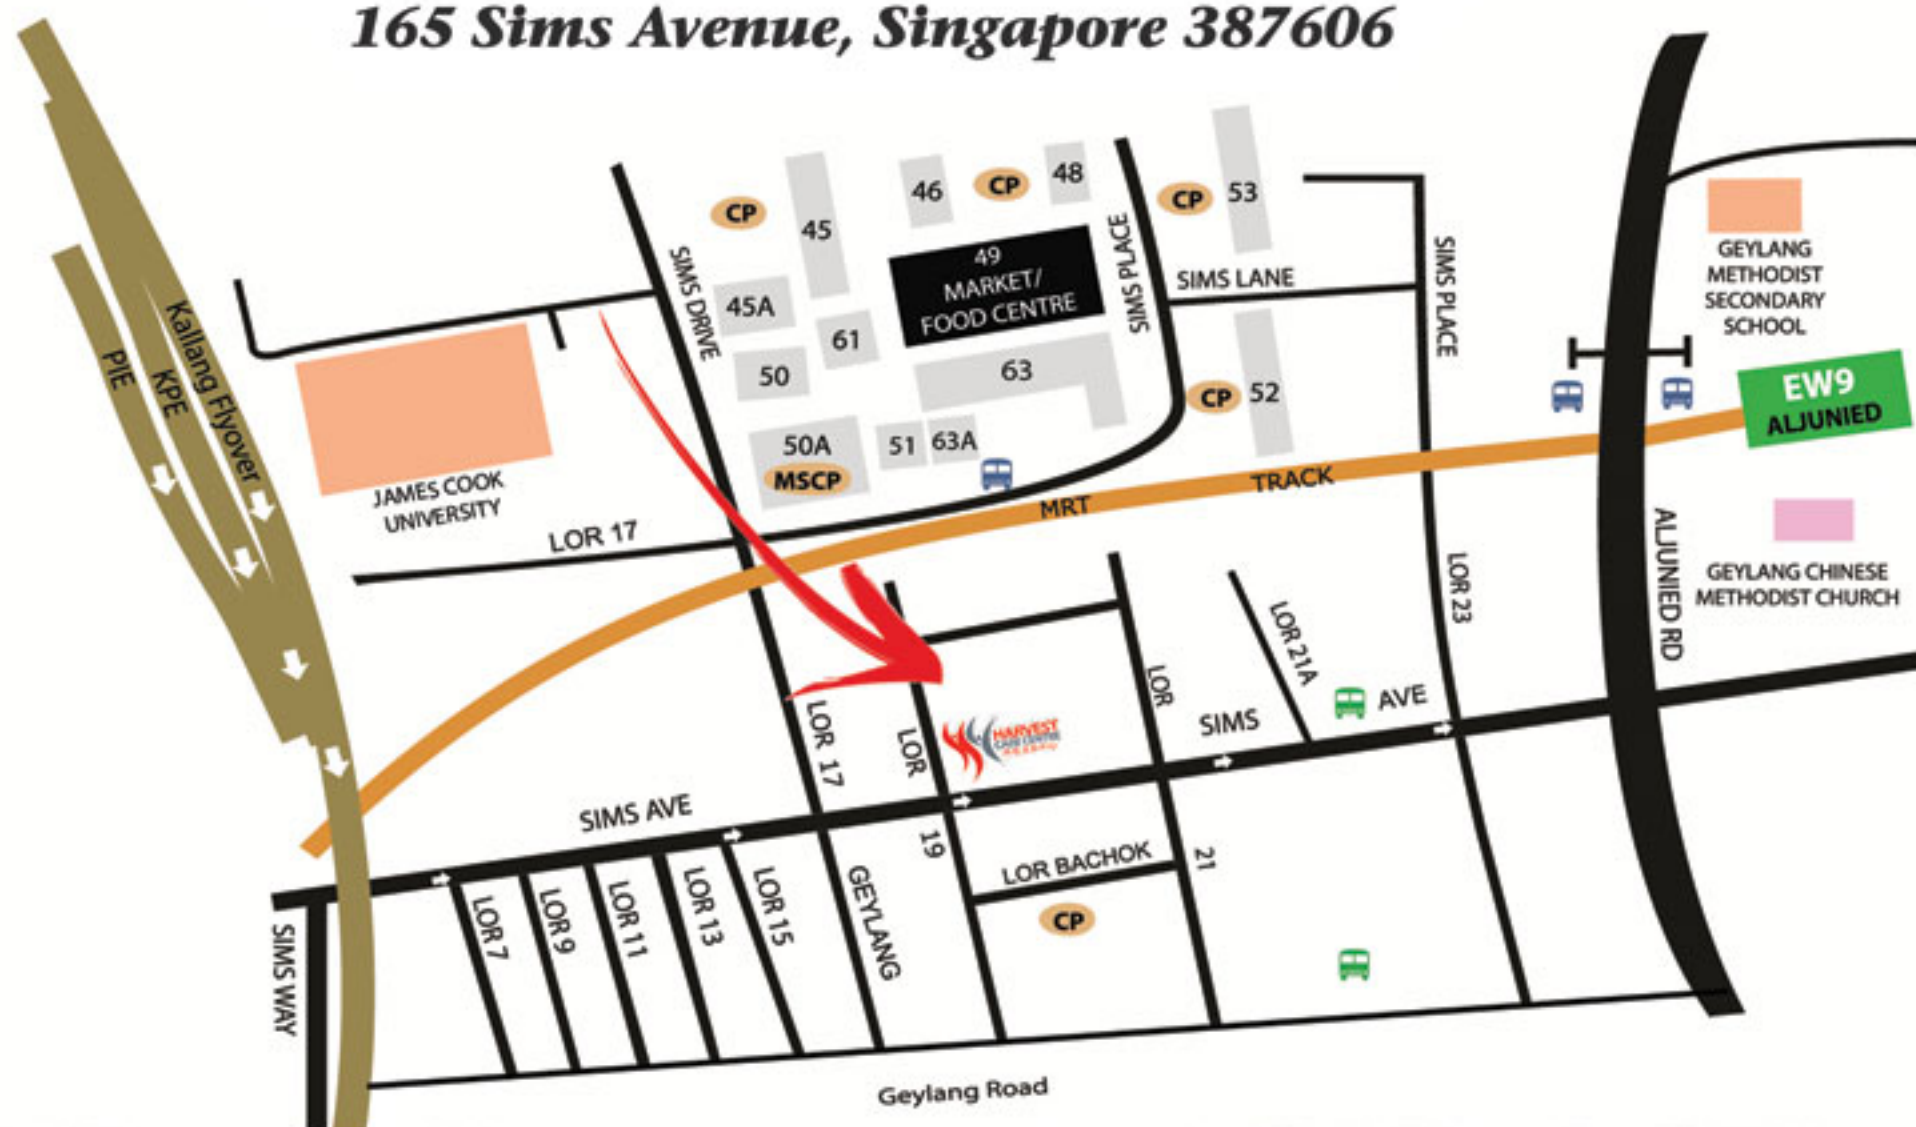 165 Sims Avenue, Singapore 387606
PIE
KPE
Kallang Flyover
JAMES COOK
UNIVERSITY
LOR 17
SIMS DRIVE
CP
45
46
CP
48
45A
61
50
49
MARKET/
FOOD CENTRE
63
50A
MSCP
51
63A
SIMS PLACE
CP
53
SIMS LANE
CP
52
SIMS PLACE
GEYLANG
METHODIST
SECONDARY
SCHOOL
EW9
ALJUNIED
MRT
TRACK
ALJUNIED RD
GEYLANG CHINESE
METHODIST CHURCH
LOR 23
LOR 21A
LOR
SIMS
AVE
LOR 17
LOR
HARVEST
CARE CENTRE
SIMS AVE
19
21
LOR BACHOK
CP
GEYLANG
LOR 7
LOR 9
LOR 11
LOR 13
LOR 15
SIMS WAY
Geylang Road